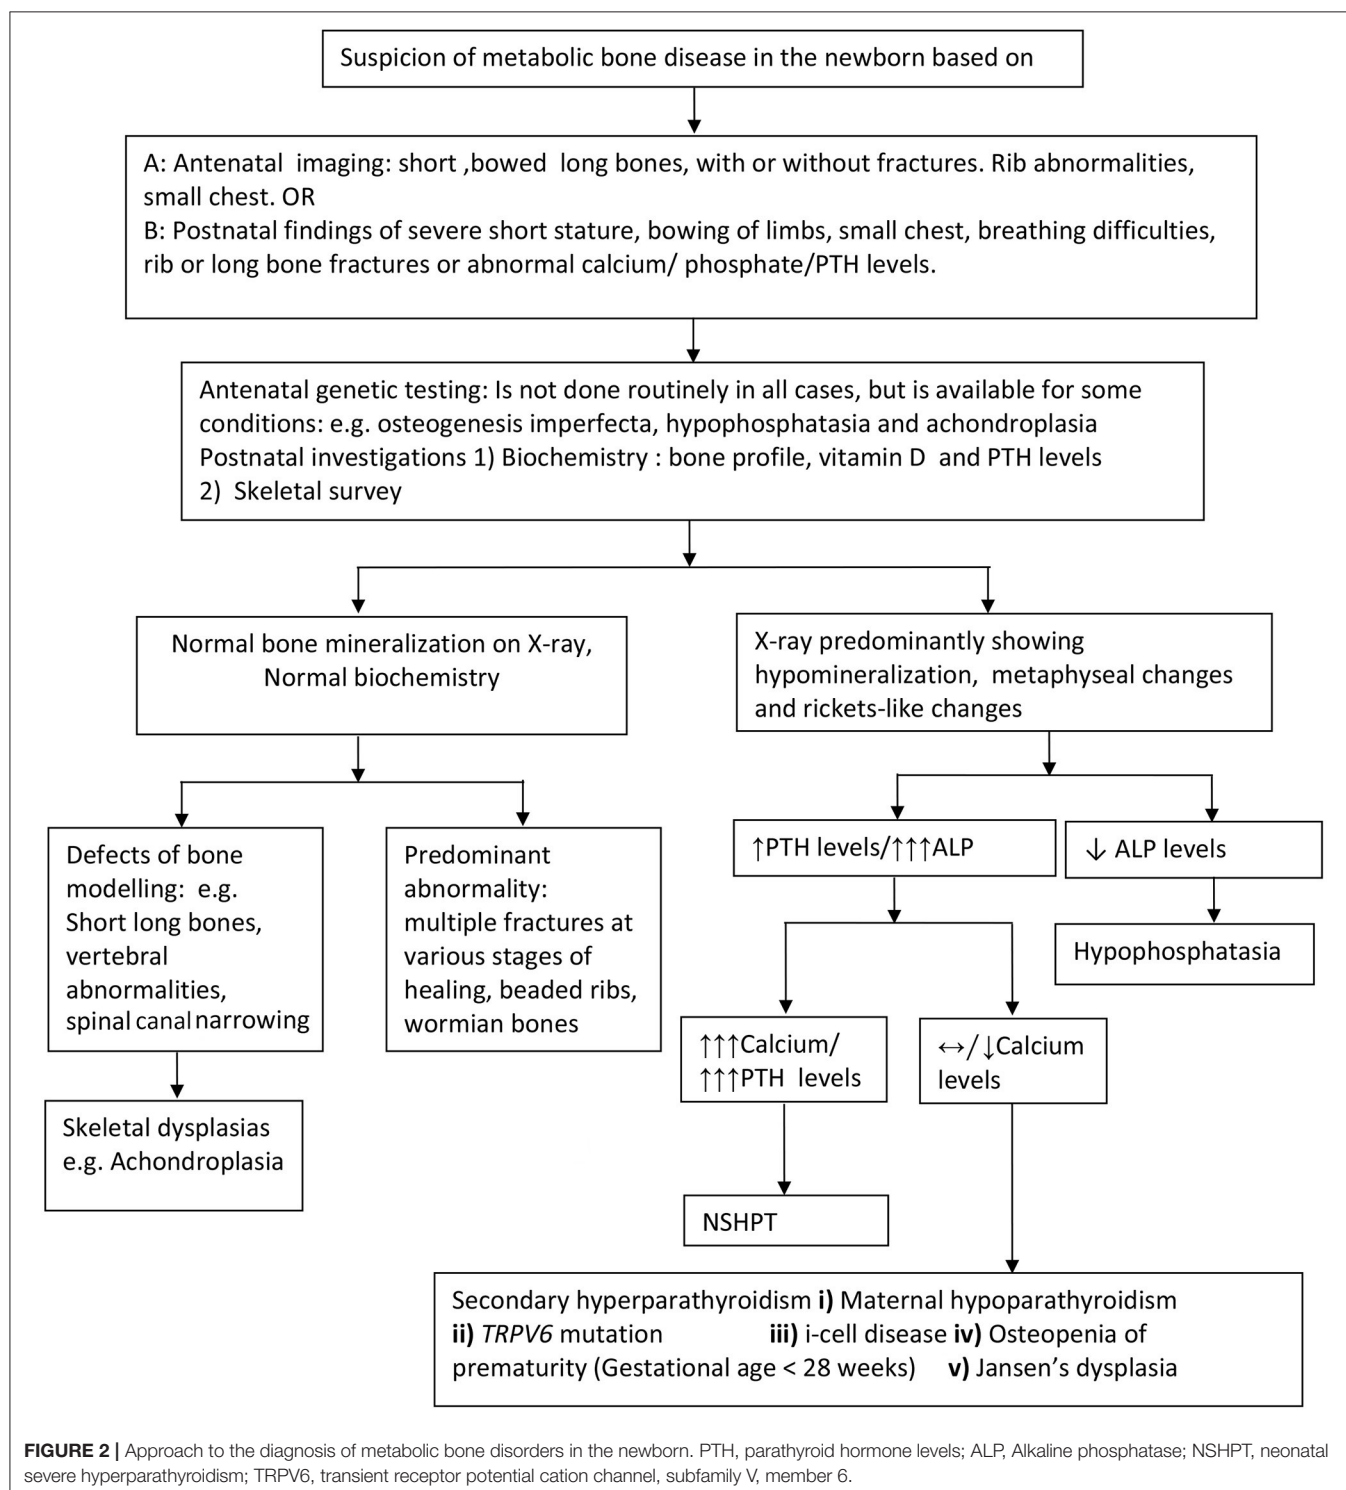 Suspicion of metabolic bone disease in the newborn based on
A: Antenatal imaging: short ,bowed long bones, with or without fractures. Rib abnormalities,
small chest. OR
B: Postnatal findings of severe short stature, bowing of limbs, small chest, breathing difficulties,
rib or long bone fractures or abnormal calcium/ phosphate/PTH levels.
Antenatal genetic testing: Is not done routinely in all cases, but is available for some
conditions: e.g. osteogenesis imperfecta, hypophosphatasia and achondroplasia
Postnatal investigations 1) Biochemistry : bone profile, vitamin D and PTH levels
2) Skeletal survey
Normal bone mineralization on X-ray,
Normal biochemistry
X-ray predominantly showing
hypomineralization, metaphyseal changes
and rickets-like changes
Defects of bone
modelling: e.g.
Short long bones,
vertebral
abnormalities,
spinal canal narrowing
Predominant
abnormality:
multiple fractures at
various stages of
healing, beaded ribs,
wormian bones
↑PTH levels/↑↑↑ALP
↓ ALP levels
Hypophosphatasia
↑↑↑Calcium/
↑↑↑PTH levels
↔/↓Calcium
levels
Skeletal dysplasias
e.g. Achondroplasia
NSHPT
Secondary hyperparathyroidism i) Maternal hypoparathyroidism
ii) TRPV6 mutation iii) i-cell disease iv) Osteopenia of
prematurity (Gestational age < 28 weeks) v) Jansen's dysplasia
FIGURE 2 | Approach to the diagnosis of metabolic bone disorders in the newborn. PTH, parathyroid hormone levels; ALP, Alkaline phosphatase; NSHPT, neonatal
severe hyperparathyroidism; TRPV6, transient receptor potential cation channel, subfamily V, member 6.